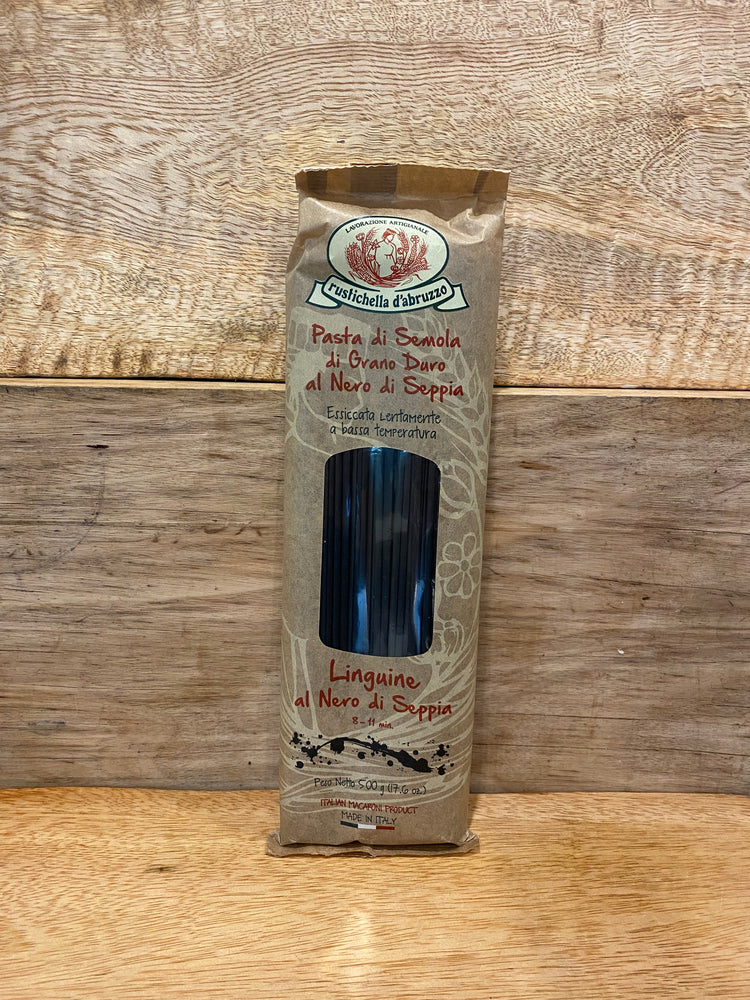 LAVORAZIONE ARTIGIANALE
rustichella d'abruzzo
Pasta di Semola
di Grano Duro
al Nero di Seppia
Essiccata Lentamente
a bassa temperatura
Linguine
al Nero di Seppia
8-11 min.
Peso Netto 500 g (17.6 oz.)
ITALIAN MACARONI PRODUCT
MADE IN ITALY